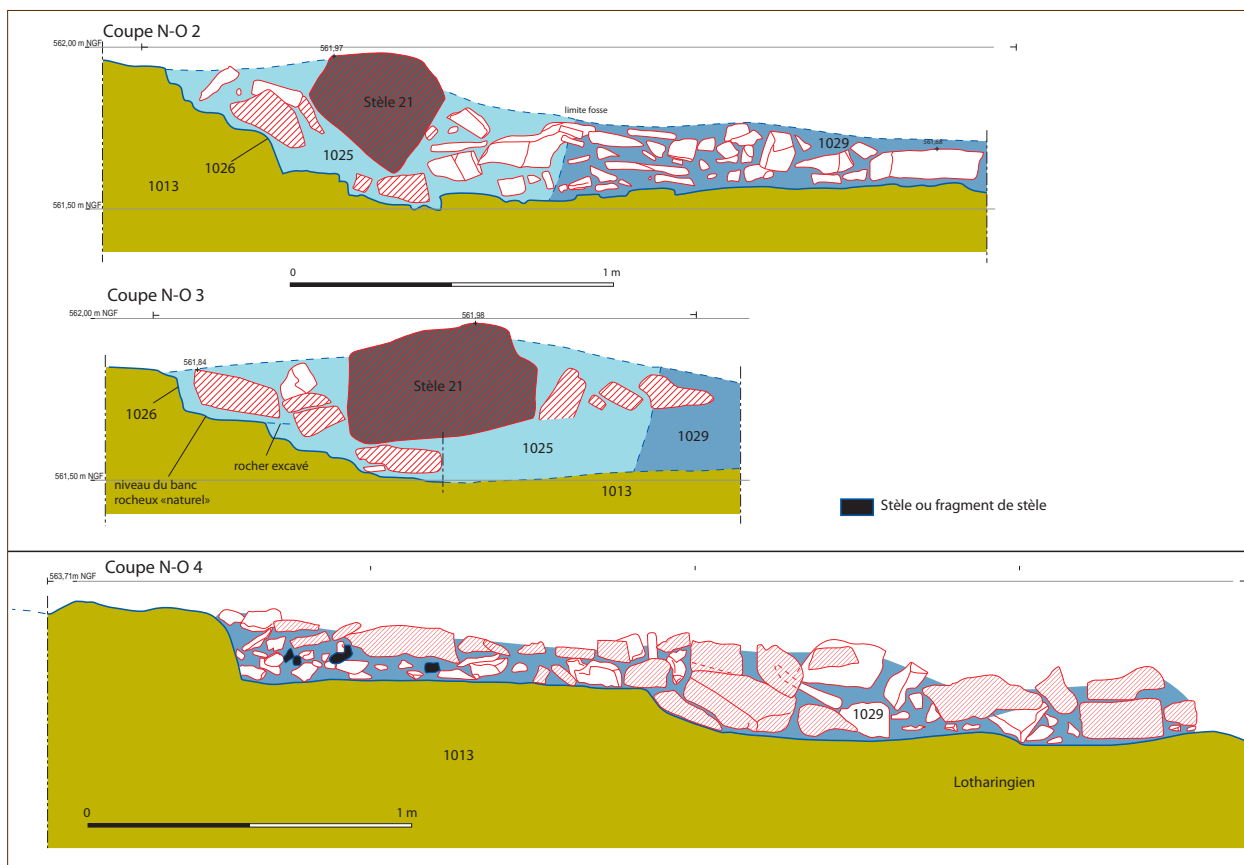 Coupe N-O 2
562,00 m NGF
561,97
Stèle 21
limite fosse
1029
561,68
1025
1026
1013
561,50 m NGF
0
1 m
Coupe N-O 3
562,00 m NGF
561,98
561,84
Stèle 21
1026
1025
1029
rocher excavé
561,50 m NGF
niveau du banc
rocheux «naturel»
1013
Stèle ou fragment de stèle
Coupe N-O 4
563,71m NGF
1029
1013
Lotharingien
0
1 m